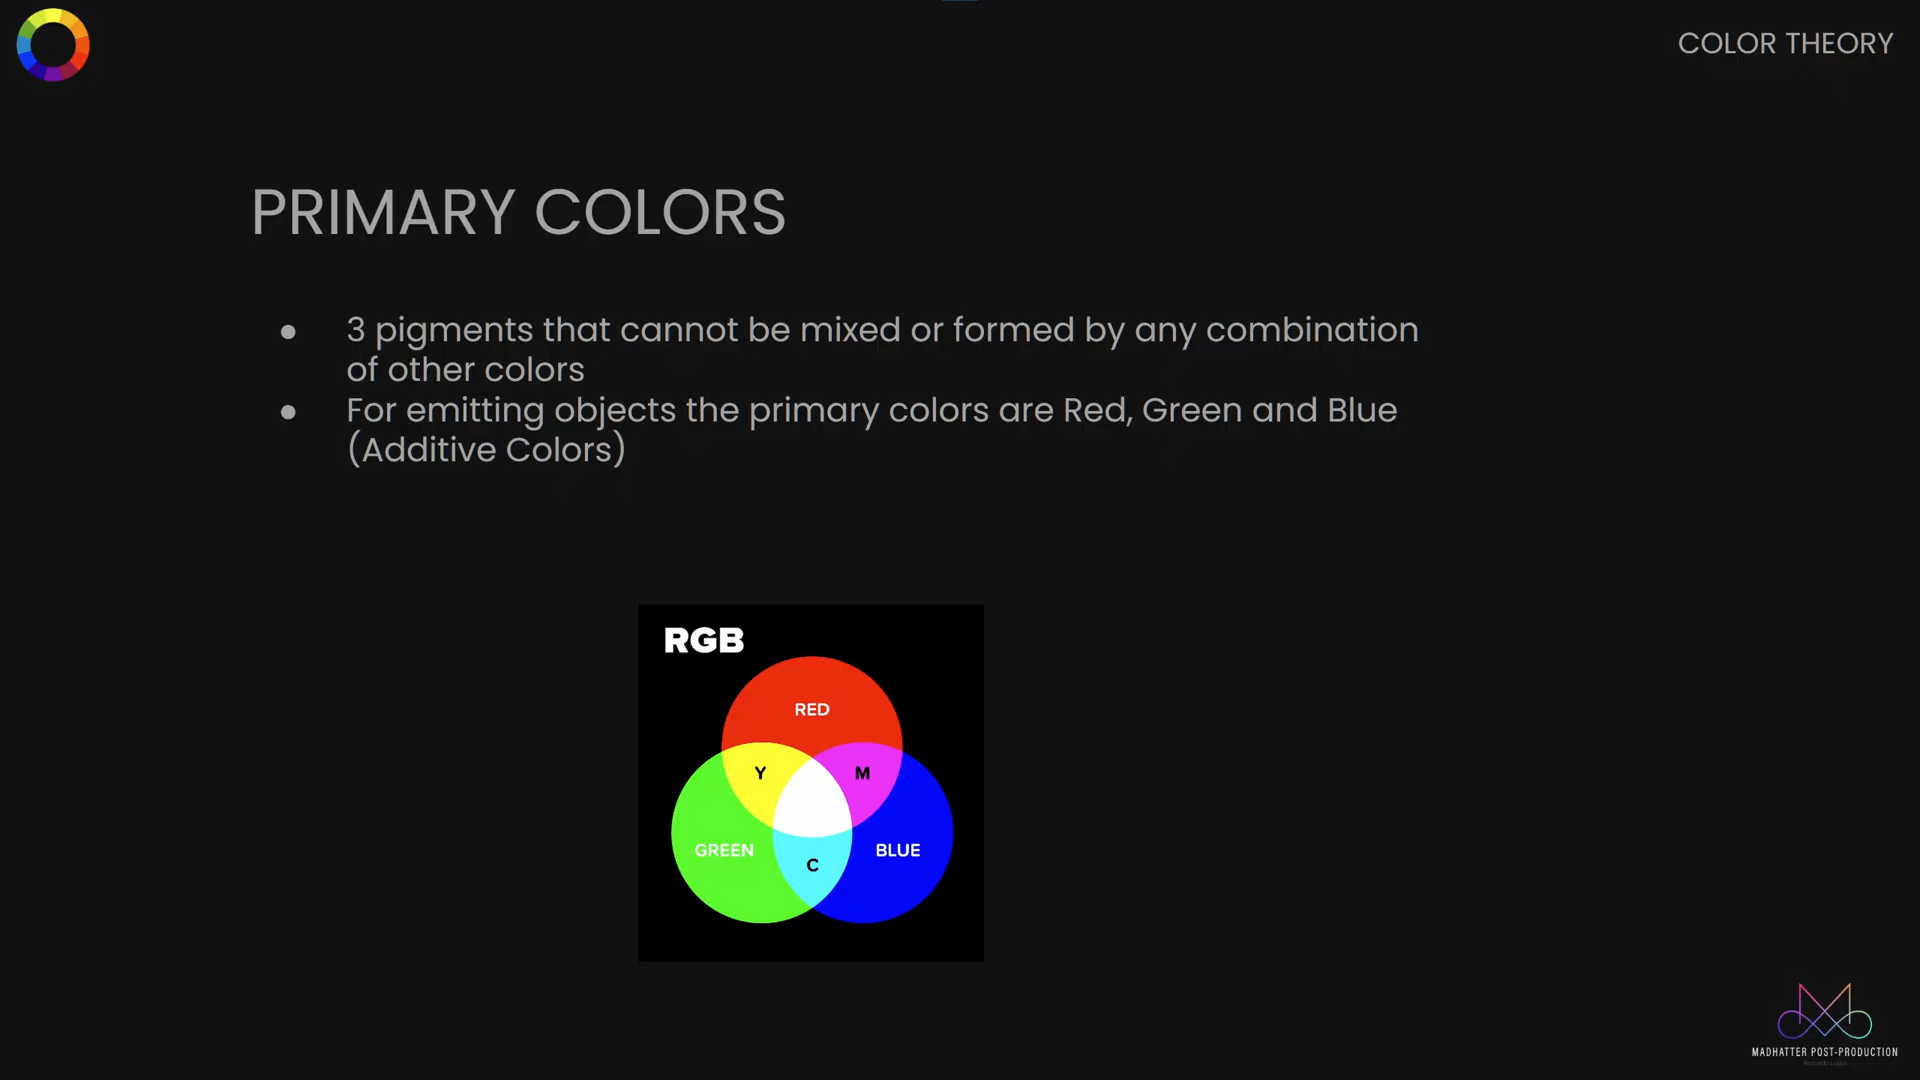 COLOR THEORY
PRIMARY COLORS
● 3 pigments that cannot be mixed or formed by any combination
of other colors
● For emitting objects the primary colors are Red, Green and Blue
(Additive Colors)
RGB
RED
Y
M
GREEN
BLUE
C
MADHATTER POST-PRODUCTION